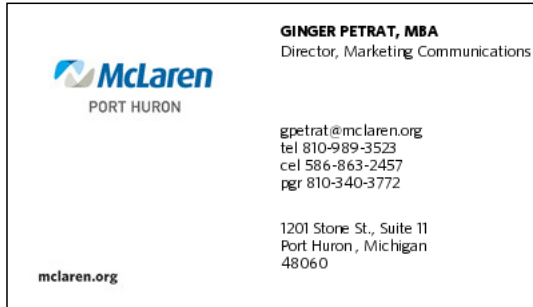 McLaren
PORT HURON
mclaren.org
GINGER PETRAT, MBA
Director, Marketing Communications
gpetrat@mclaren.org
tel 810-989-3523
cel 586-863-2457
pgr 810-340-3772
1201 Stone St., Suite 11
Port Huron, Michigan
48060